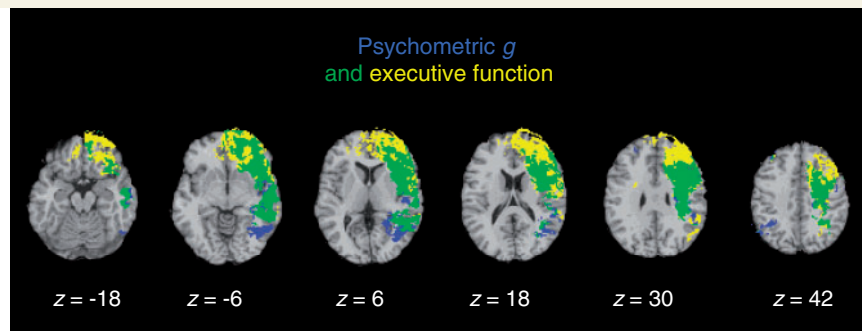 Psychometric g
and executive function
z = -18 z = -6 z = 6 z = 18 z = 30 z = 42